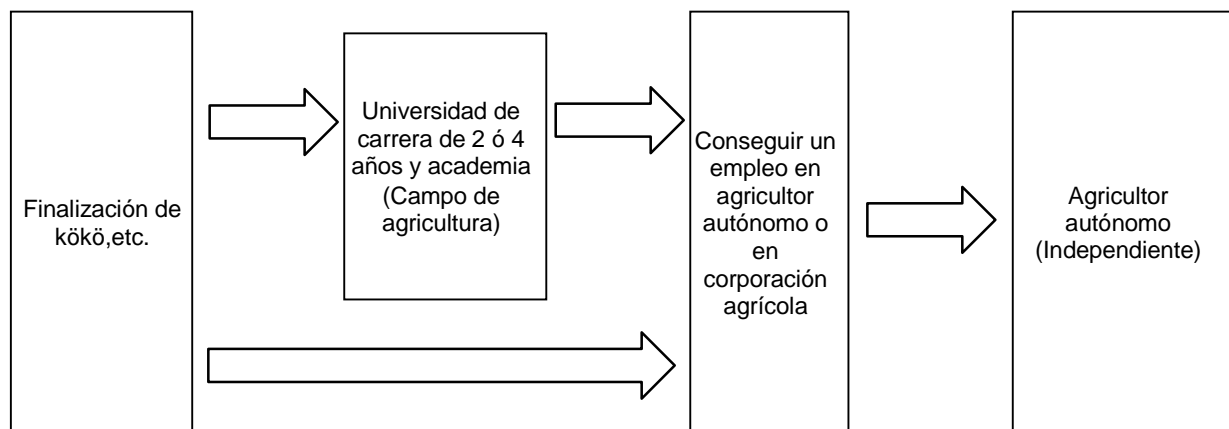 Finalización de
kökö,etc.
Universidad de
carrera de 2 ó 4
años y academia
(Campo de
agricultura)
Conseguir un
empleo en
agricultor
autónomo o
en
corporación
agrícola
Agricultor
autónomo
(Independiente)